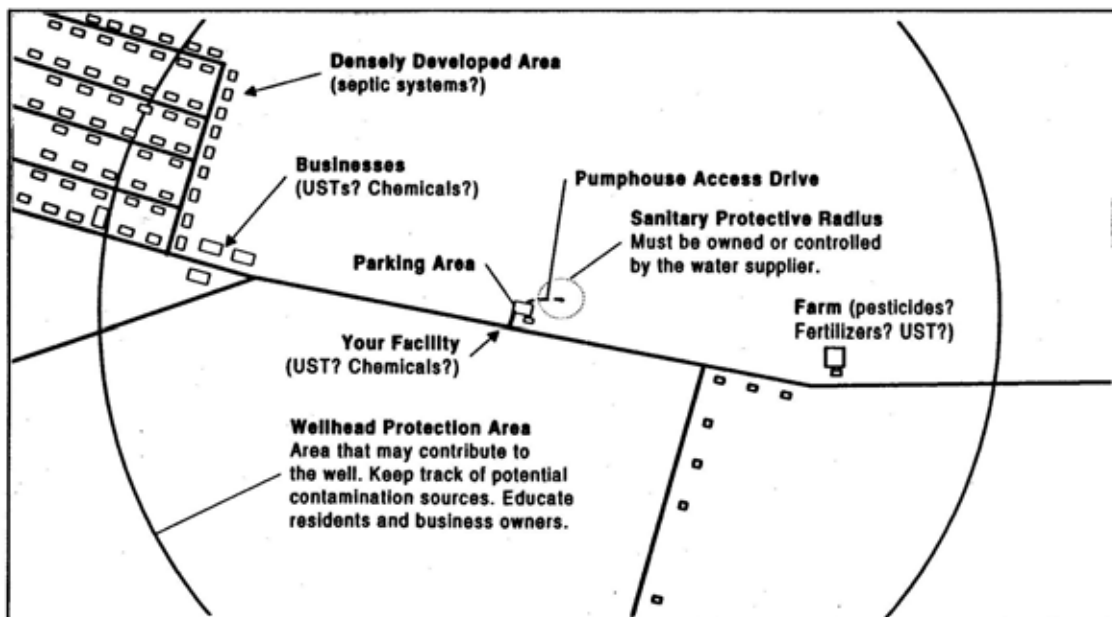 Densely Developed Area
(septic systems?)
Businesses
(USTs? Chemicals?)
Pumphouse Access Drive
Sanitary Protective Radius
Must be owned or controlled
by the water supplier.
Parking Area
Farm (pesticides?
Fertilizers? UST?)
Your Facility
(UST? Chemicals?)
Wellhead Protection Area
Area that may contribute to
the well. Keep track of potential
contamination sources. Educate
residents and business owners.